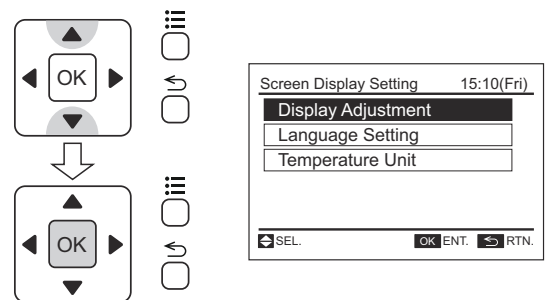 OK
OK
Screen Display Setting 15:10(Fri)
Display Adjustment
Language Setting
Temperature Unit
SEL. OK ENT. RTN.